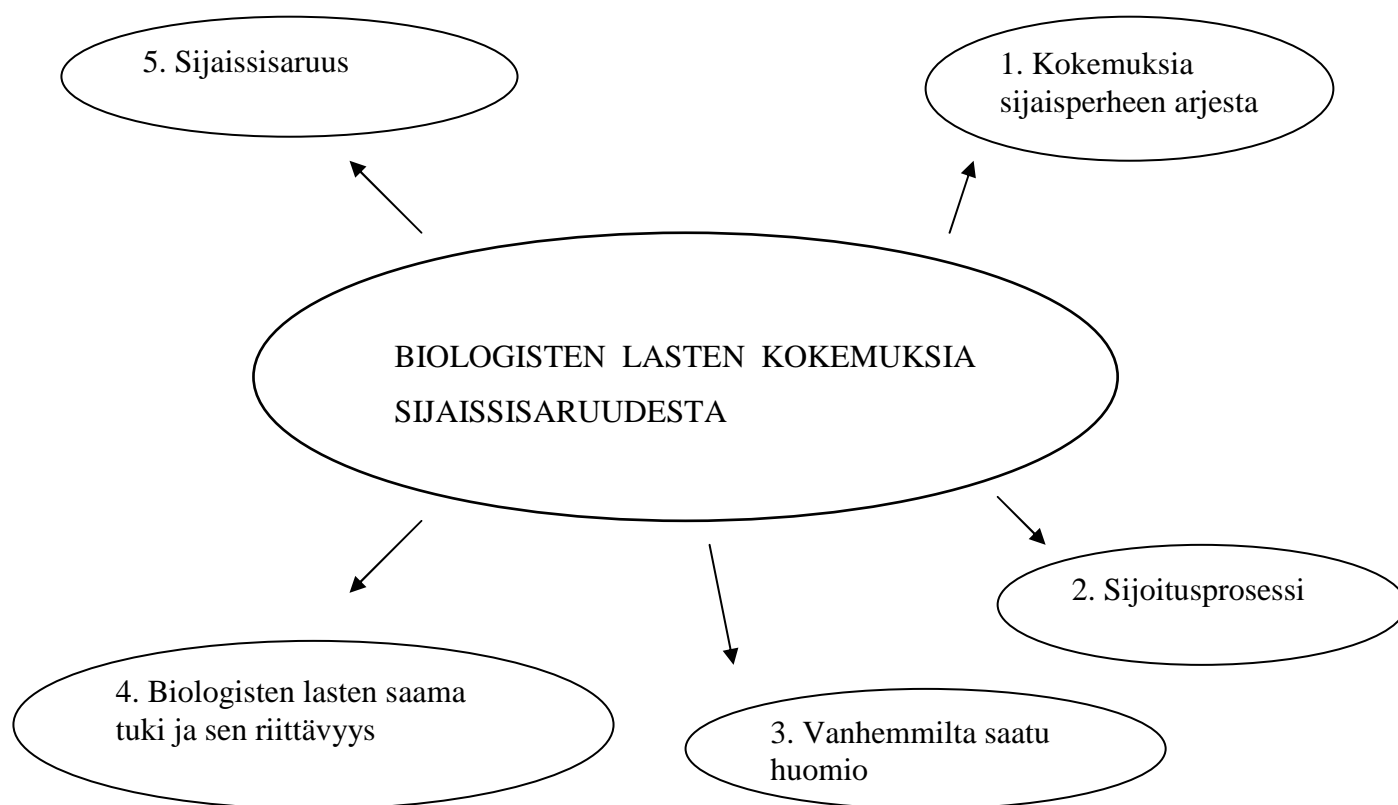 5. Sijaissisaruus
1. Kokemuksia
sijaisperheen arjesta
BIOLOGISTEN LASTEN KOKEMUKSIA
SIJAISSISARUUDESTA
2. Sijoitusprosessi
4. Biologisten lasten saama
tuki ja sen riittävyys
3. Vanhemmilta saatu
huomio